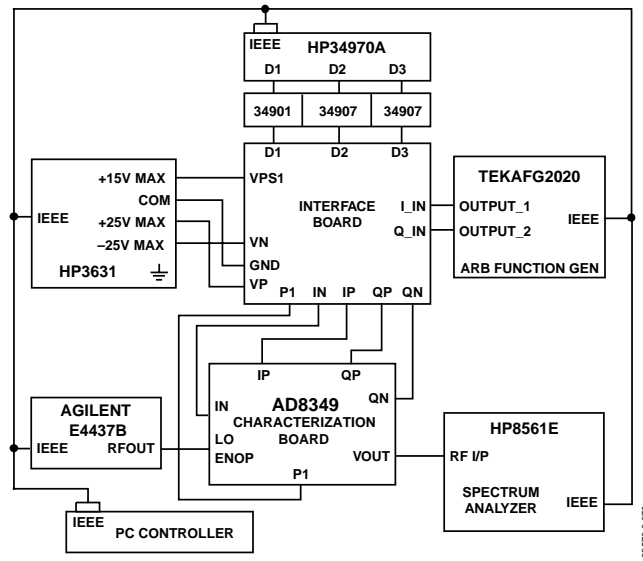 IEEE
HP34970A
D1 D2 D3
34901 34907 34907
D1 D2 D3
+15V MAX
COM
IEEE
+25V MAX
–25V MAX
HP3631
VPS1
INTERFACE
BOARD
I_IN
Q_IN
VN
GND
VP
P1 IN IP QP QN
TEKAFG2020
OUTPUT_1
IEEE
OUTPUT_2
ARB FUNCTION GEN
IP QP
QN
AD8349
IN
CHARACTERIZATION
BOARD
LO
ENOP
VOUT
P1
AGILENT
E4437B
IEEE RFOUT
HP8561E
RF I/P
SPECTRUM
ANALYZER
IEEE
IEEE
PC CONTROLLER